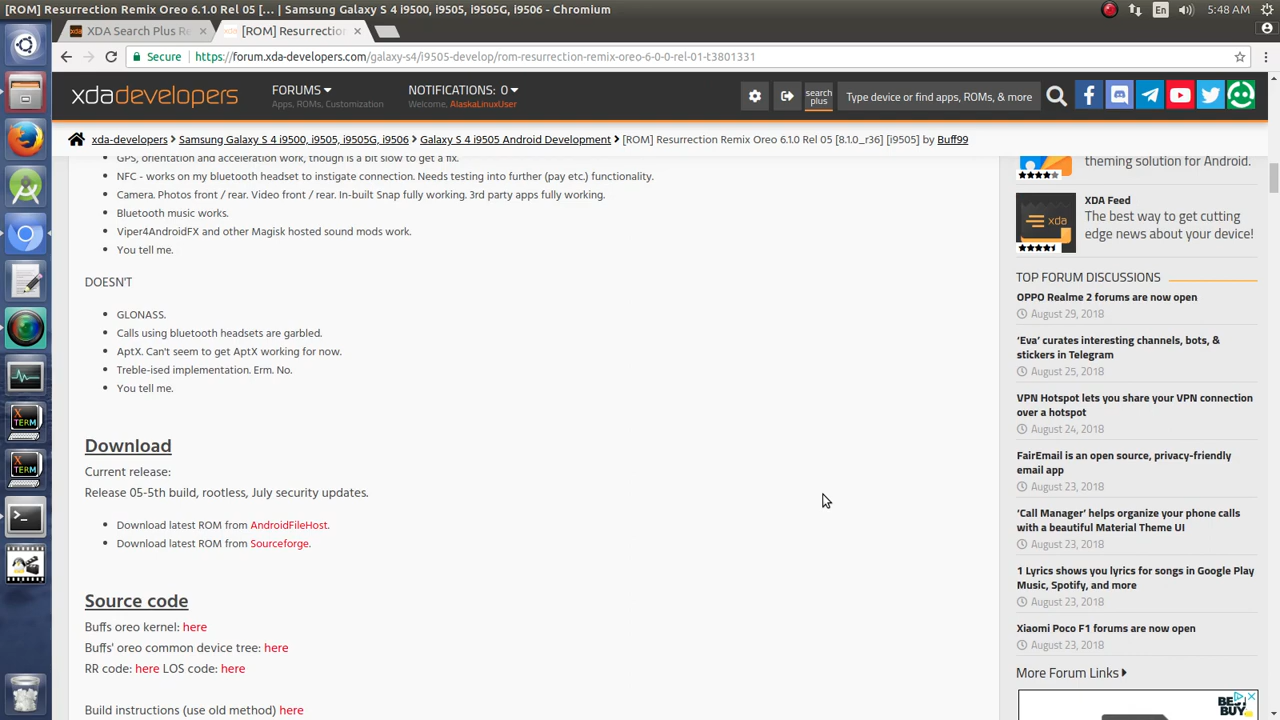 [ROM] Resurrection Remix Oreo 6.1.0 Rel 05 [... | Samsung Galaxy S 4 i9500, i9505, i9505G, i9506 - Chromium
En
5:48 AM
XDA Search Plus Re
[ROM] Resurrection
Secure
https://forum.xda-developers.com/galaxy-s4/i9505-develop/rom-resurrection-remix-oreo-6-0-0-rel-01-t3801331
xdadevelopers
FORUMS
Apps, ROMs, Customization
NOTIFICATIONS: 0
Welcome, AlaskaLinuxUser
search
plus
Type device or find apps, ROMs, & more
xda-developers
Samsung Galaxy S 4 i9500, i9505, i9505G, i9506
Galaxy S 4 i9505 Android Development
[ROM] Resurrection Remix Oreo 6.1.0 Rel 05 [8.1.0_r36] [i9505] by Buff99
GPS, orientation and acceleration work, though is a bit slow to get a fix.
NFC - works on my bluetooth headset to instigate connection. Needs testing into further (pay etc.) functionality.
Camera. Photos front / rear. Video front / rear. In-built Snap fully working. 3rd party apps fully working.
Bluetooth music works.
Viper4AndroidFX and other Magisk hosted sound mods work.
You tell me.
DOESN'T
GLONASS.
Calls using bluetooth headsets are garbled.
AptX. Can't seem to get AptX working for now.
Treble-ised implementation. Erm. No.
You tell me.
Download
Current release:
Release 05-5th build, rootless, July security updates.
Download latest ROM from AndroidFileHost.
Download latest ROM from Sourceforge.
Source code
Buffs oreo kernel: here
Buffs' oreo common device tree: here
RR code: here LOS code: here
Build instructions (use old method) here
theming solution for Android.
xda
XDA Feed
The best way to get cutting
edge news about your device!
TOP FORUM DISCUSSIONS
OPPO Realme 2 forums are now open
August 29, 2018
‘Eva’ curates interesting channels, bots, &
stickers in Telegram
August 25, 2018
VPN Hotspot lets you share your VPN connection
over a hotspot
August 24, 2018
FairEmail is an open source, privacy-friendly
email app
August 23, 2018
‘Call Manager’ helps organize your phone calls
with a beautiful Material Theme UI
August 23, 2018
1 Lyrics shows you lyrics for songs in Google Play
Music, Spotify, and more
August 23, 2018
Xiaomi Poco F1 forums are now open
More Forum Links
BEST
BUY
X
TERM
X
TERM